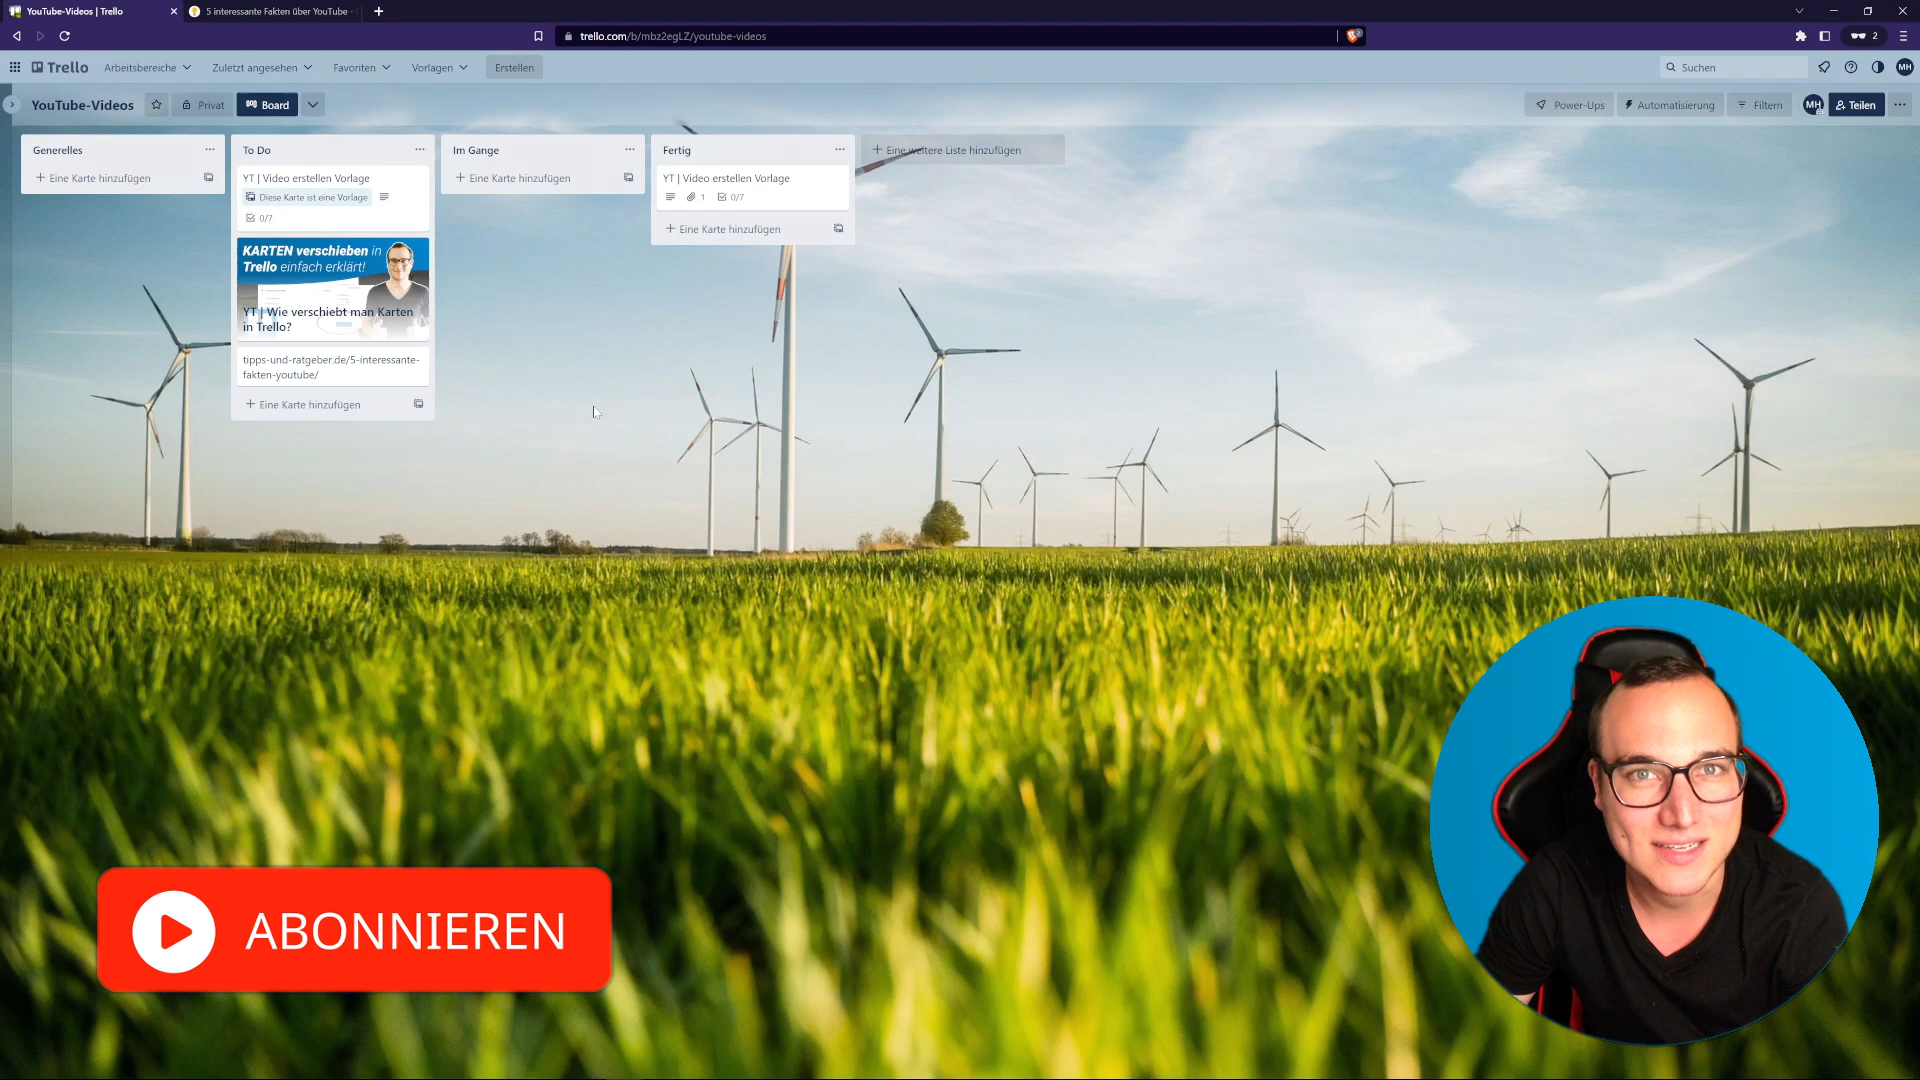 YouTube-Videos | Trello
5 interessante Fakten über YouTube -
trello.com/b/mbz2egLZ/youtube-videos
2
2
Trello
Arbeitsbereiche
Zuletzt angesehen
Favoriten
Vorlagen
Erstellen
Suchen
MH
YouTube-Videos
Privat
Board
Power-Ups
Automatisierung
Filtern
MH
Teilen
Generelles
Eine Karte hinzufügen
To Do
YT | Video erstellen Vorlage
Diese Karte ist eine Vorlage
0/7
KARTEN verschieben in
Trello einfach erklärt!
YT | Wie verschiebt man Karten
in Trello?
tipps-und-ratgeber.de/5-interessante-
fakten-youtube/
Eine Karte hinzufügen
Im Gange
Eine Karte hinzufügen
Fertig
YT | Video erstellen Vorlage
1
0/7
Eine Karte hinzufügen
Eine weitere Liste hinzufügen
ABONNIEREN